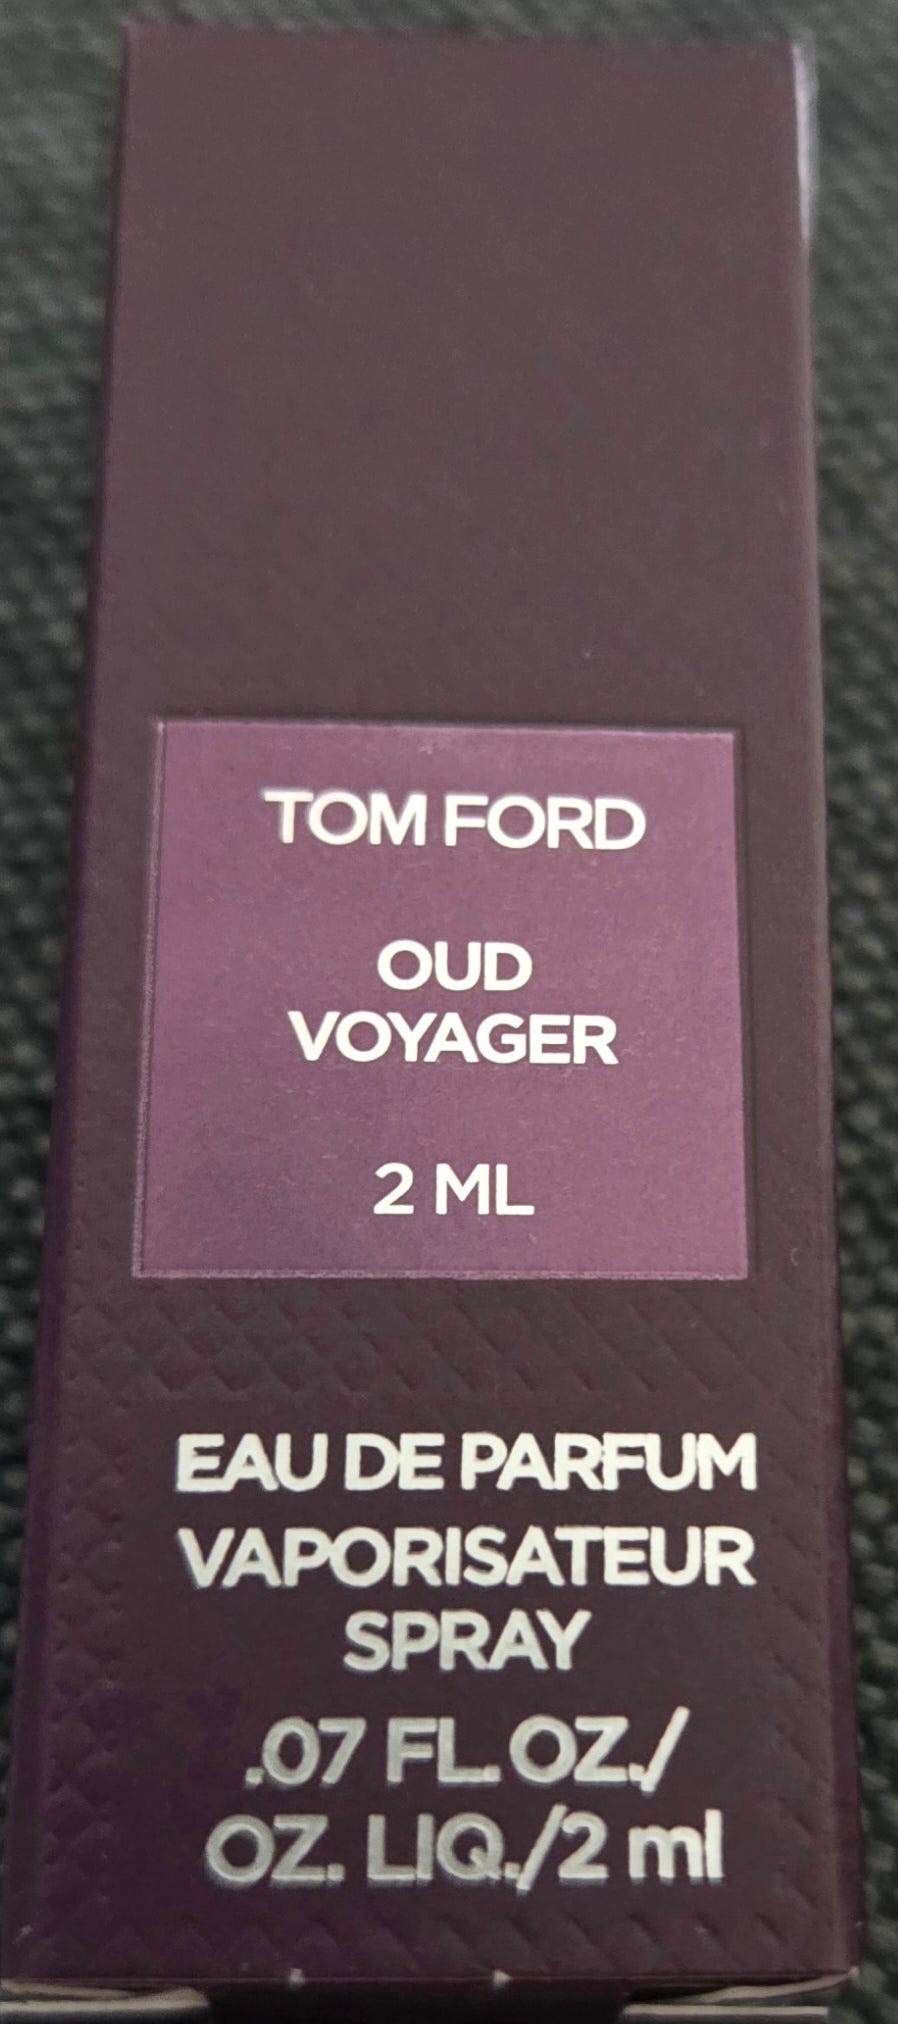 TOM FORD
OUD
VOYAGER
2 ML
EAU DE PARFUM
VAPORISATEUR
SPRAY
.07 FL. OZ./
OZ. LIQ./2 ml